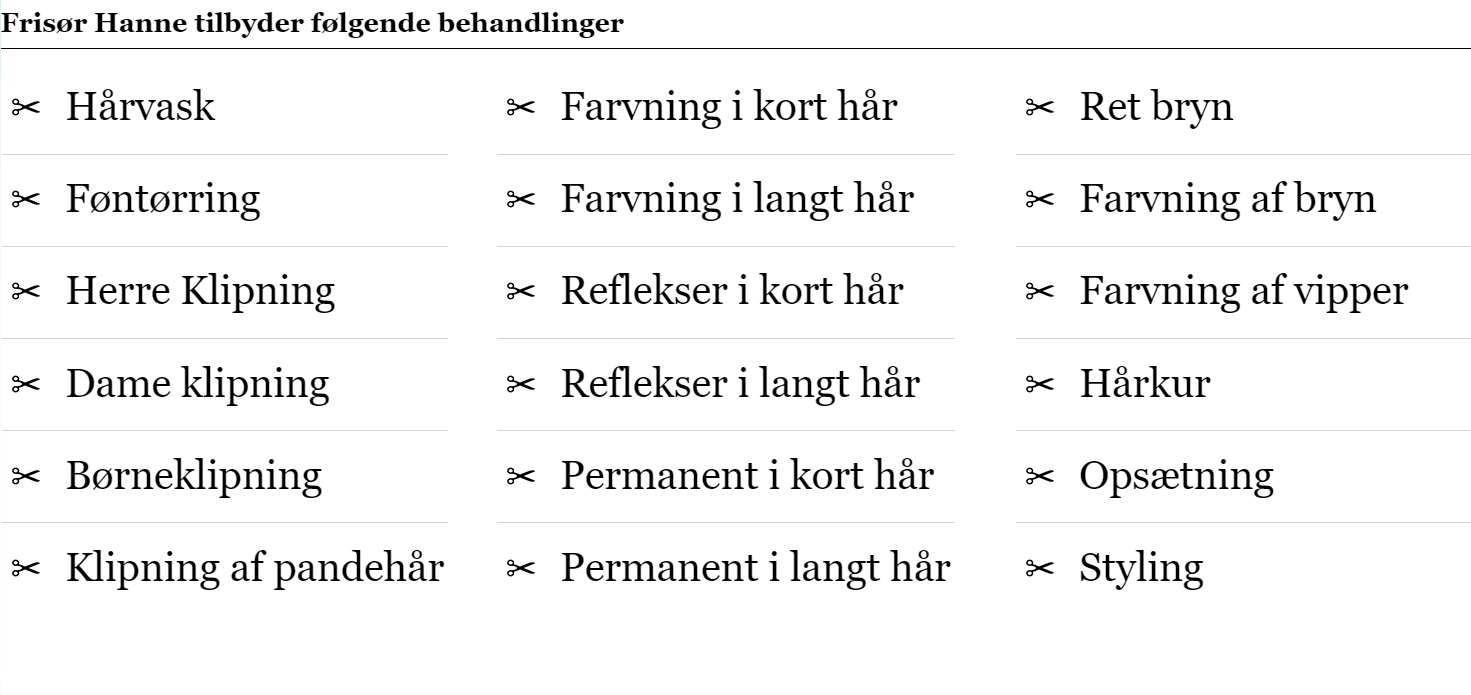 Frisør Hanne tilbyder følgende behandlinger
✂ Hårvask
✂ Føntørring
✂ Herre Klipning
✂ Dame klipning
✂ Børneklipning
✂ Klipning af pandehår
✂ Farvning i kort hår
✂ Farvning i langt hår
✂ Reflekser i kort hår
✂ Reflekser i langt hår
✂ Permanent i kort hår
✂ Permanent i langt hår
✂ Ret bryn
✂ Farvning af bryn
✂ Farvning af vipper
✂ Hårkur
✂ Opsætning
✂ Styling